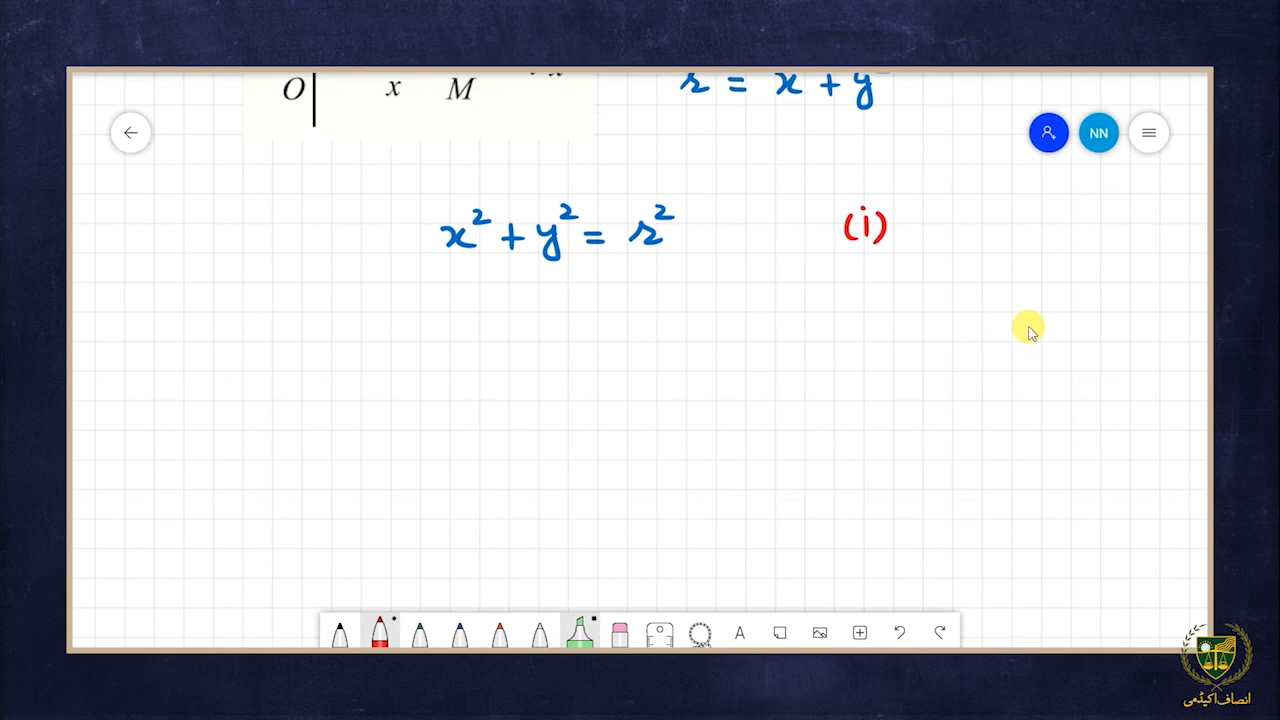 O x M
r = x + y
NN
x² + y² = r² (i)
A
انصاف اکیڈمی